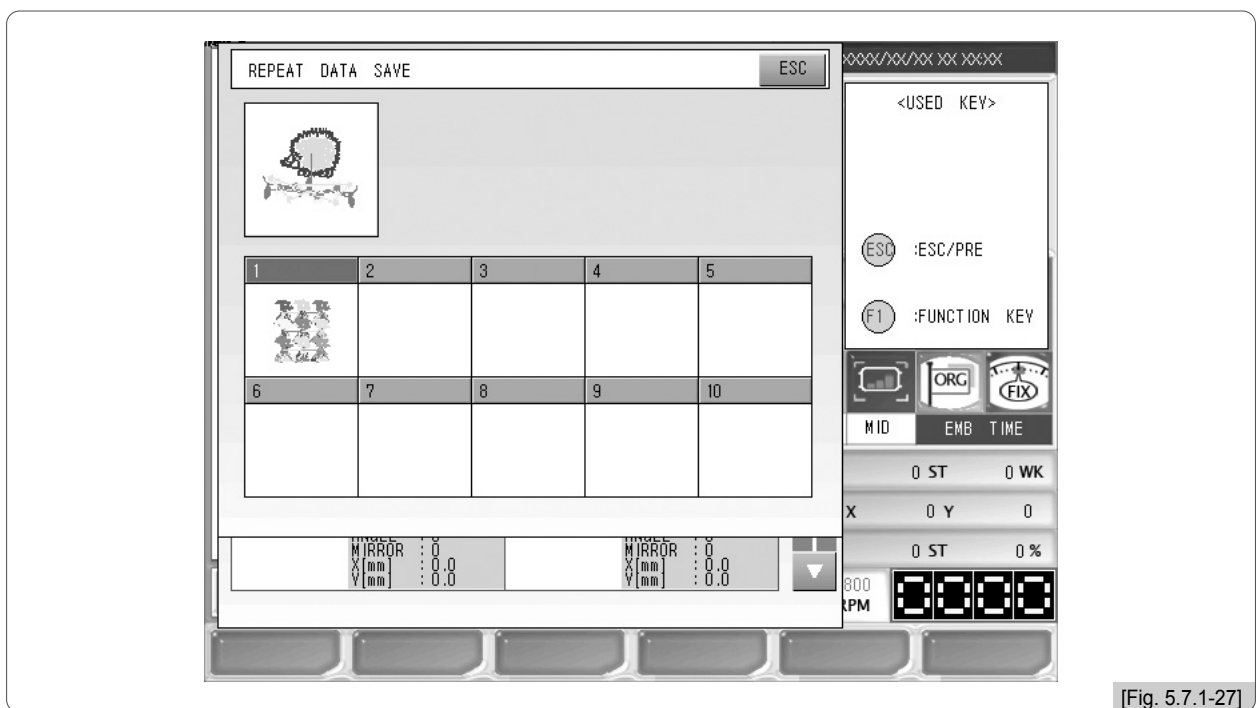 REPEAT DATA SAVE
ESC
XXXX/XX/XX XX XX:XX
<USED KEY>
ESC :ESC/PRE
F1 :FUNCTION KEY
1 2 3 4 5
6 7 8 9 10
ORG
FIX
MID EMB TIME
0 ST 0 WK
X 0 Y 0
0 ST 0 %
MIRROR : 0 MIRROR : 0
X[mm] : 0.0 X[mm] : 0.0
Y[mm] : 0.0 Y[mm] : 0.0
800
RPM
[Fig. 5.7.1-27]